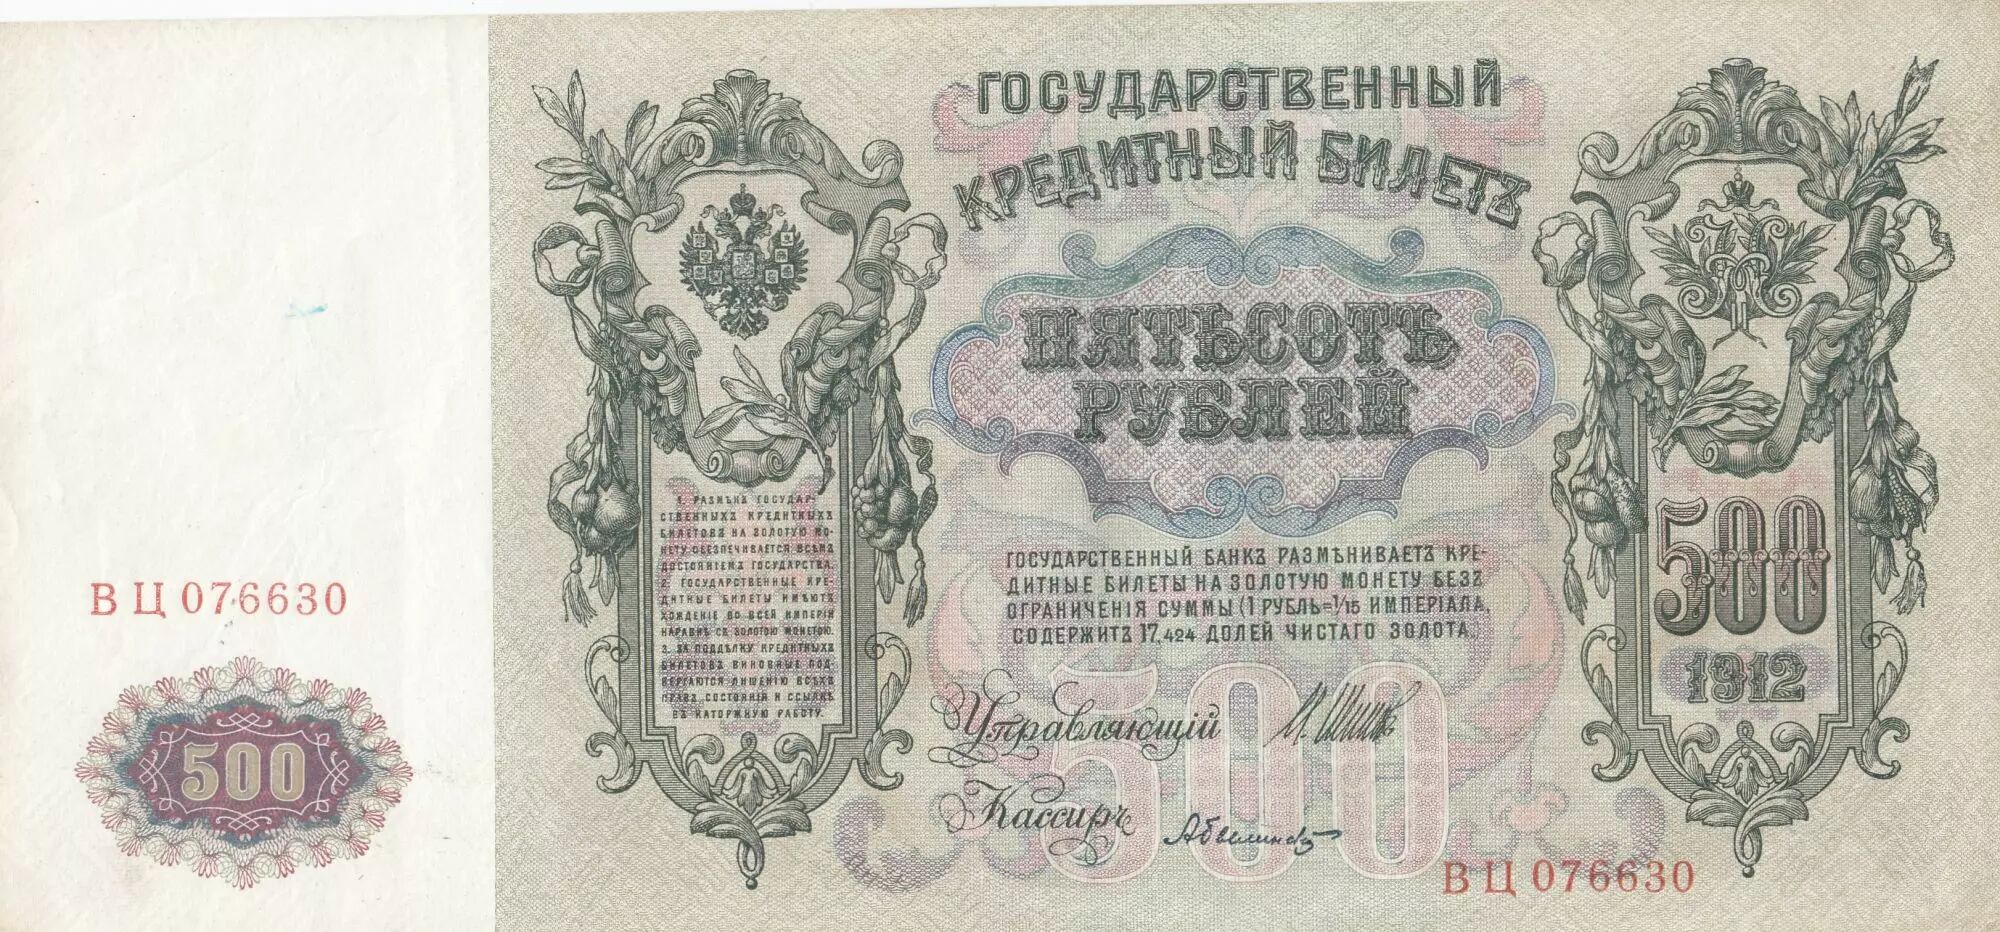 ГОСУДАРСТВЕННЫЙ
КРЕДИТНЫЙ БИЛЕТЪ
ПЯТЬСОТЪ
РУБЛЕЙ
1. РАЗМѢНЪ ГОСУДАР-
СТВЕННЫХЪ КРЕДИТНЫХЪ
БИЛЕТОВЪ НА ЗОЛОТУЮ МО-
НЕТУ ОБЕЗПЕЧИВАЕТСЯ ВСѢМЪ
ДОСТОЯНІЕМЪ ГОСУДАРСТВА.
2. ГОСУДАРСТВЕННЫЕ КРЕ-
ДИТНЫЕ БИЛЕТЫ ИМѢЮТЪ
ХОЖДЕНІЕ ВО ВСЕЙ ИМПЕРІИ
НАРАВНѢ СЪ ЗОЛОТОЮ МОНЕТОЮ.
3. ЗА ПОДДѢЛКУ КРЕДИТНЫХЪ
БИЛЕТОВЪ ВИНОВНЫЕ ПОД-
ВЕРГАЮТСЯ ЛИШЕНІЮ ВСѢХЪ
ПРАВЪ СОСТОЯНІЯ И ССЫЛКѢ
ВЪ КАТОРЖНУЮ РАБОТУ.
ГОСУДАРСТВЕННЫЙ БАНКЪ РАЗМѢНИВАЕТЪ КРЕ-
ДИТНЫЕ БИЛЕТЫ НА ЗОЛОТУЮ МОНЕТУ БЕЗЪ
ОГРАНИЧЕНІЯ СУММЫ (1 РУБЛЬ=1/15 ИМПЕРІАЛА,
СОДЕРЖИТЪ 17,424 ДОЛЕЙ ЧИСТАГО ЗОЛОТА.
500
1912
ВЦ 076630
500
Управляющій И. Шипов
500
Кассиръ А Былинскій
ВЦ 076630